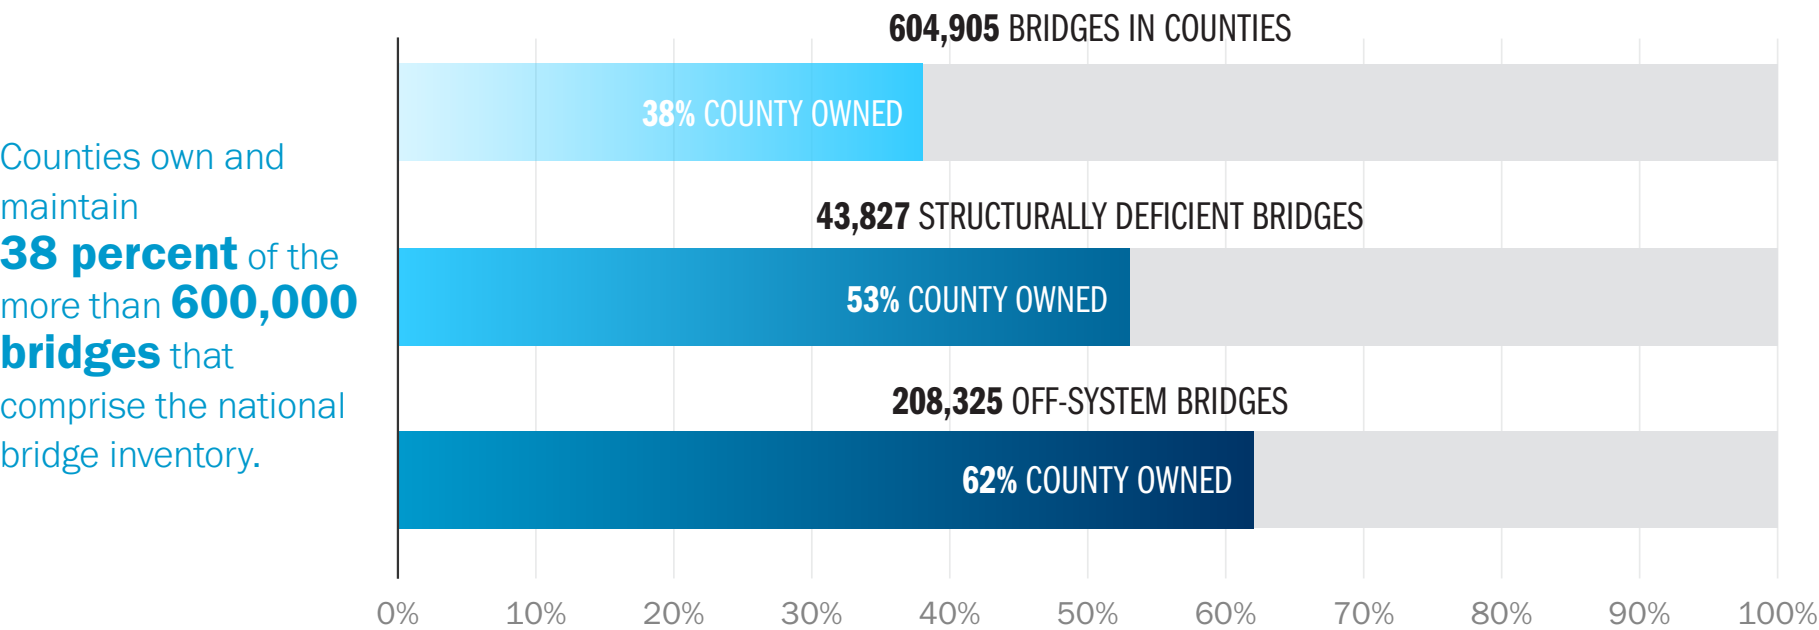 Counties own and
maintain
38 percent of the
more than 600,000
bridges that
comprise the national
bridge inventory.
604,905 BRIDGES IN COUNTIES
38% COUNTY OWNED
43,827 STRUCTURALLY DEFICIENT BRIDGES
53% COUNTY OWNED
208,325 OFF-SYSTEM BRIDGES
62% COUNTY OWNED
0% 10% 20% 30% 40% 50% 60% 70% 80% 90% 100%